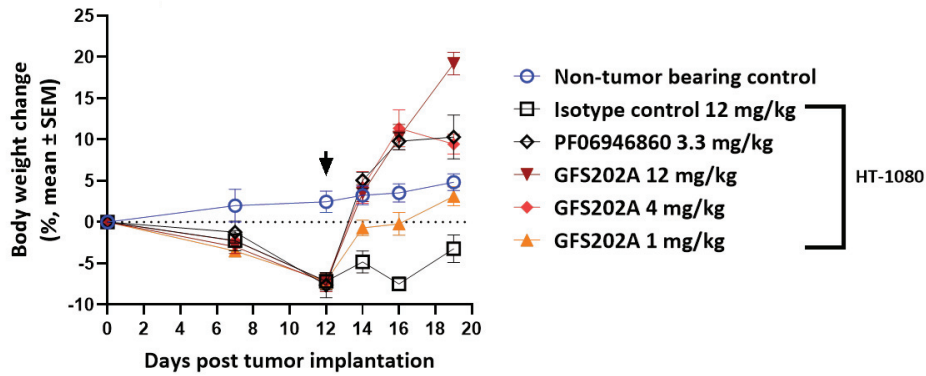 Body weight change
(%, mean ± SEM)
25
20
15
10
5
0
-5
-10
0 2 4 6 8 10 12 14 16 18 20
Days post tumor implantation
Non-tumor bearing control
Isotype control 12 mg/kg
PF06946860 3.3 mg/kg
GFS202A 12 mg/kg
GFS202A 4 mg/kg
GFS202A 1 mg/kg
HT-1080